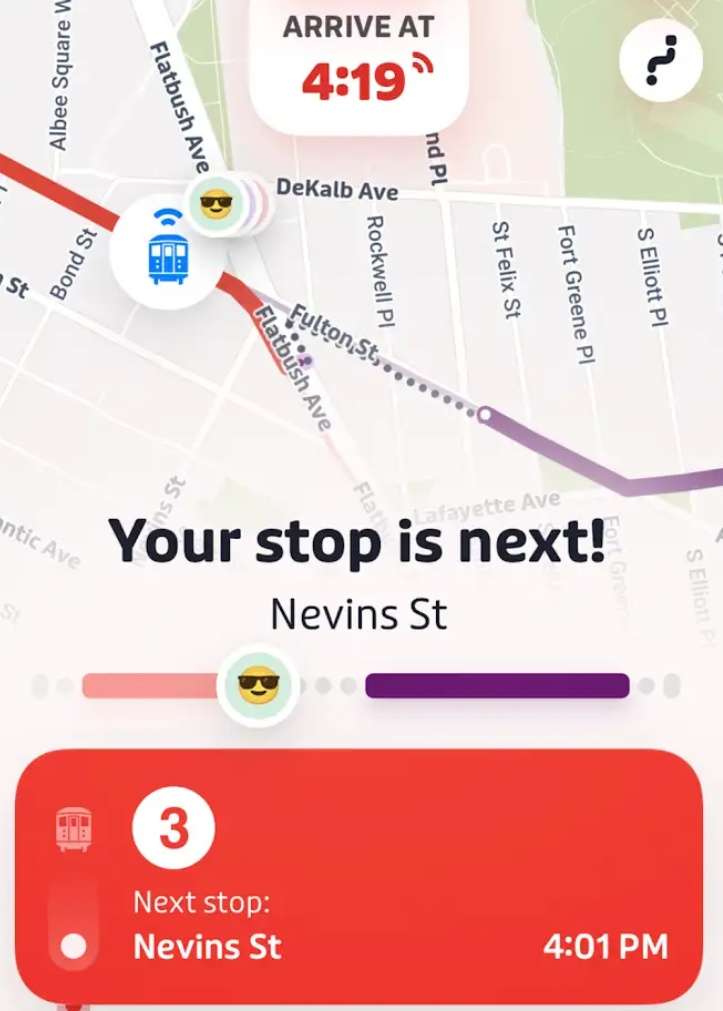 ARRIVE AT
4:19
Albee Square W
Flatbush Ave
nd Pl
DeKalb Ave
Bond St
Rockwell Pl
St Felix St
Fort Greene Pl
S Elliott Pl
St
Fulton St
Flatbush Ave
Lafayette Ave
antic Ave
Your stop is next!
Nevins St
3
Next stop:
Nevins St
4:01 PM